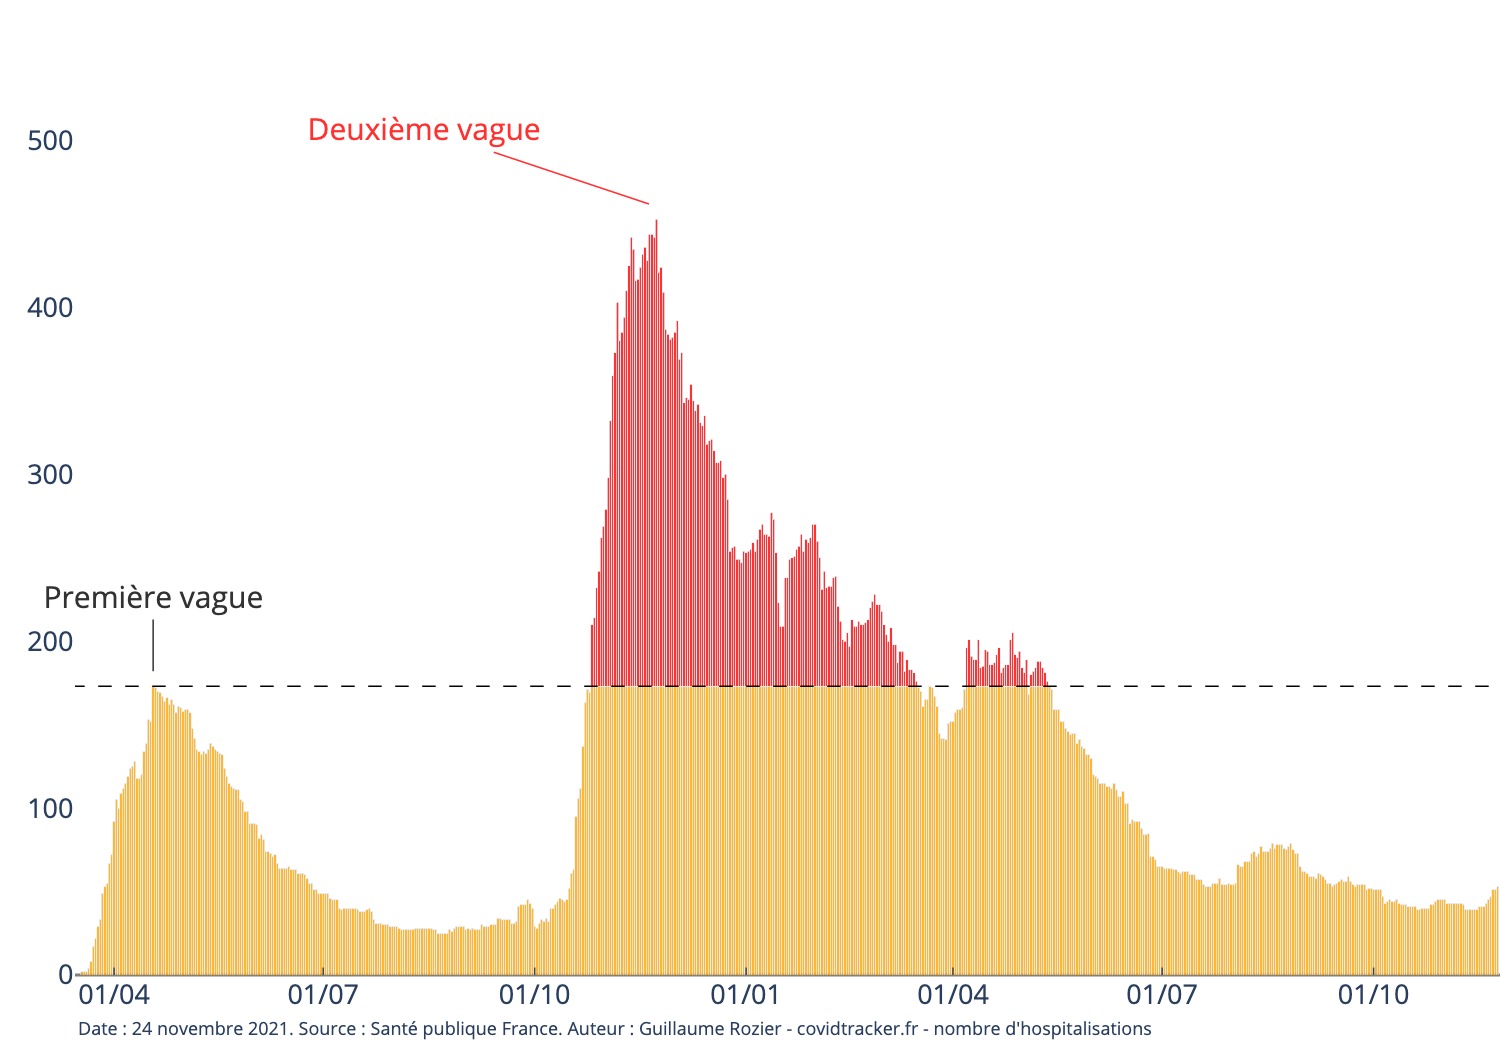 Deuxième vague
500
400
300
Première vague
200
100
0
01/04 01/07 01/10 01/01 01/04 01/07 01/10
Date : 24 novembre 2021. Source : Santé publique France. Auteur : Guillaume Rozier - covidtracker.fr - nombre d'hospitalisations